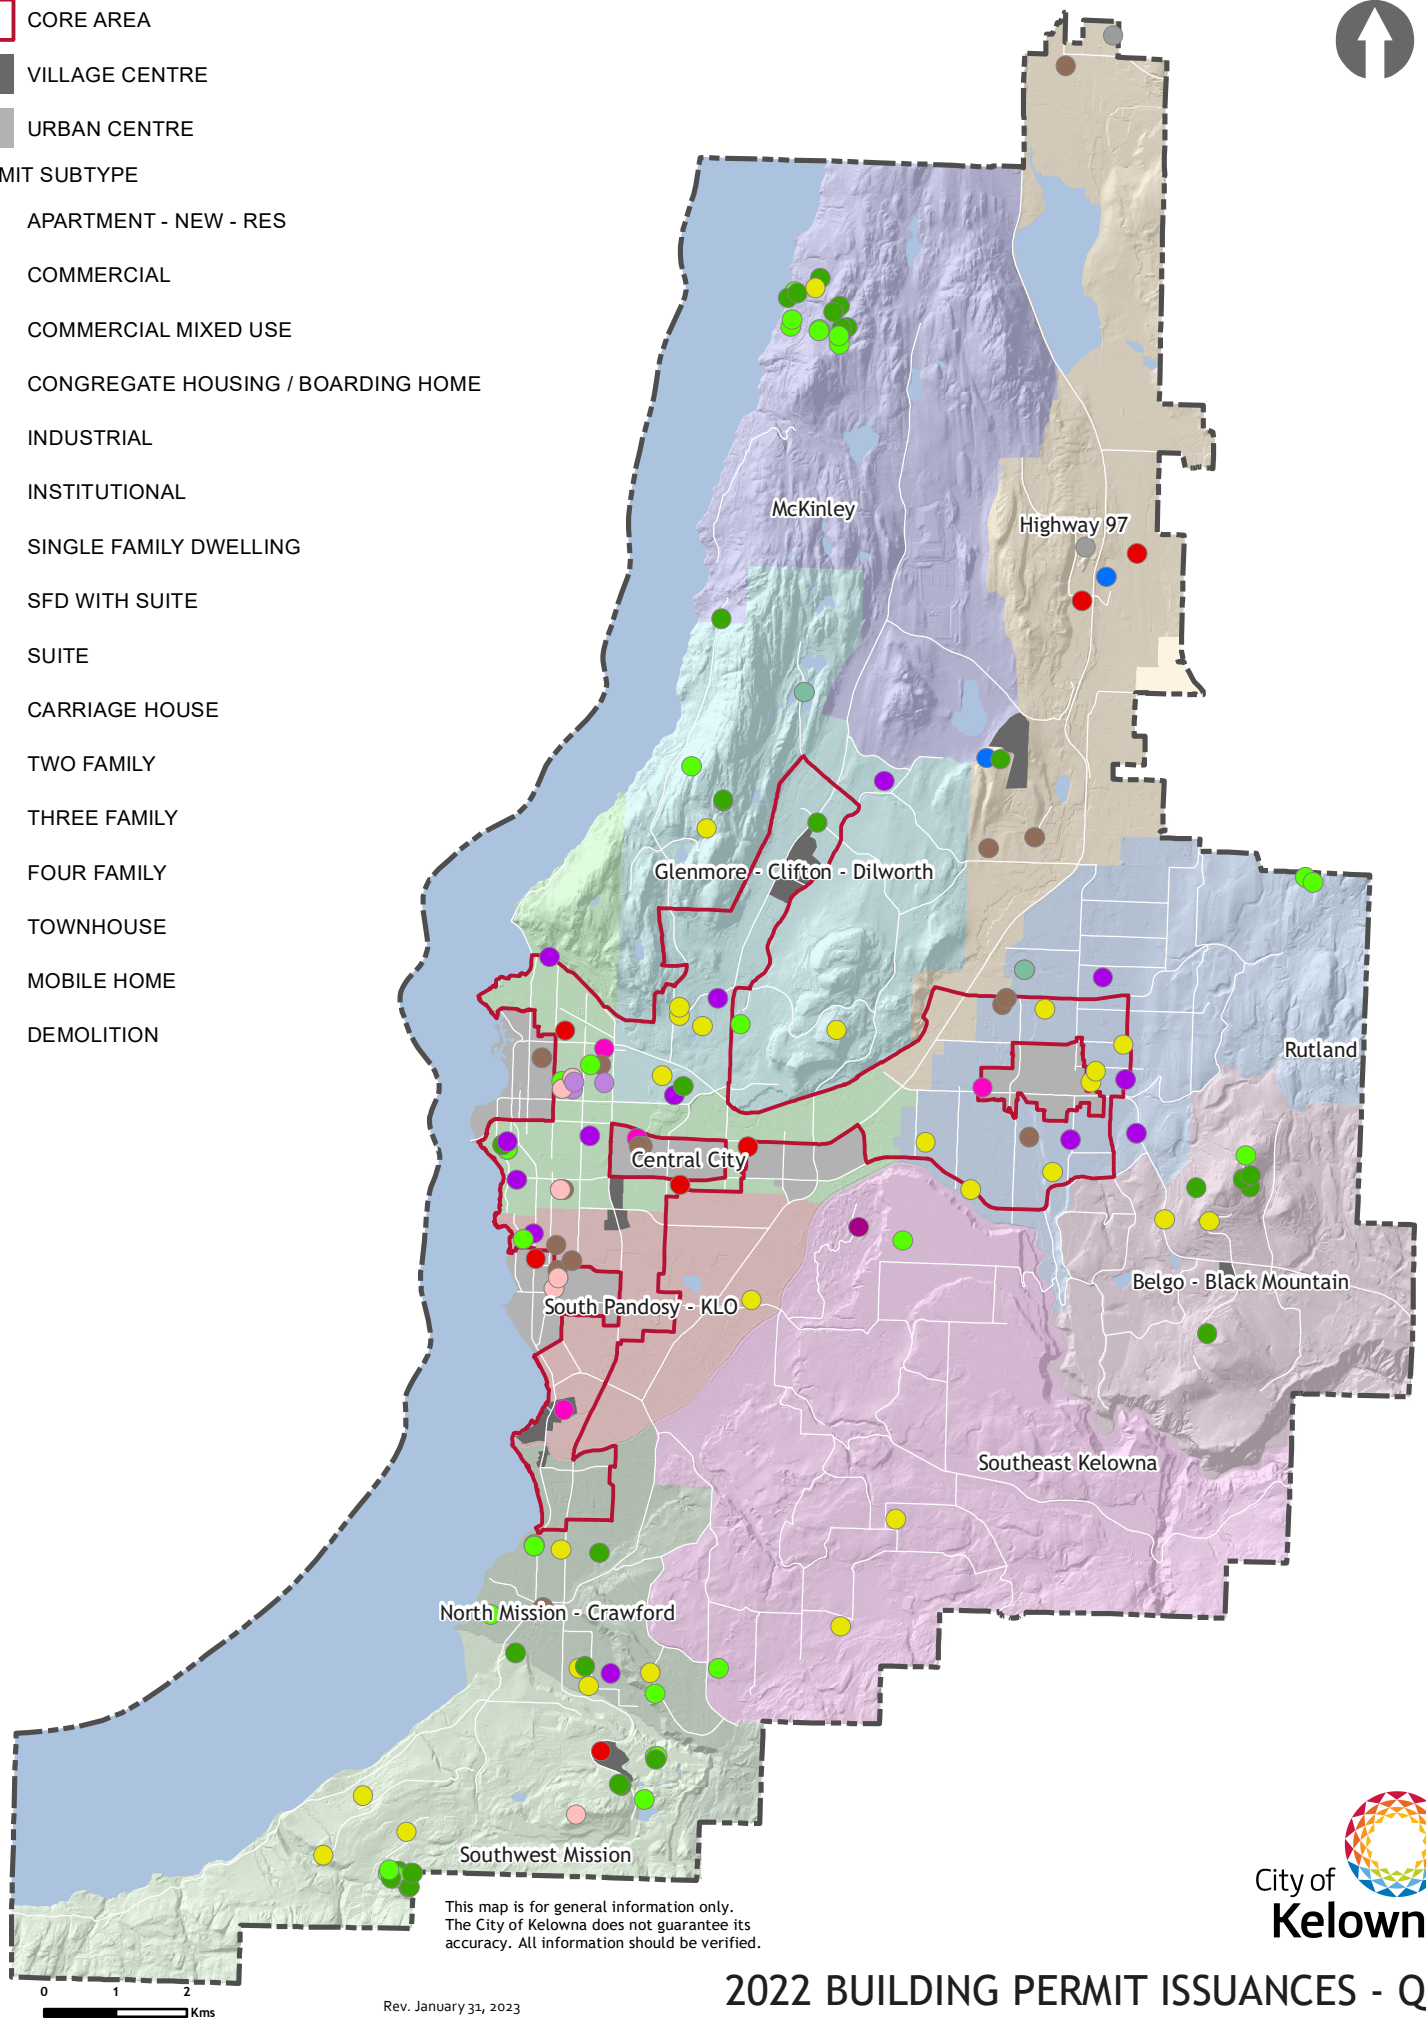 CORE AREA
VILLAGE CENTRE
URBAN CENTRE
MIT SUBTYPE
APARTMENT - NEW - RES
COMMERCIAL
COMMERCIAL MIXED USE
CONGREGATE HOUSING / BOARDING HOME
INDUSTRIAL
INSTITUTIONAL
SINGLE FAMILY DWELLING
SFD WITH SUITE
SUITE
CARRIAGE HOUSE
TWO FAMILY
THREE FAMILY
FOUR FAMILY
TOWNHOUSE
MOBILE HOME
DEMOLITION
McKinley
Highway 97
Glenmore - Clifton - Dilworth
Rutland
Central City
Belgo - Black Mountain
South Pandosy - KLO
Southeast Kelowna
North Mission - Crawford
Southwest Mission
This map is for general information only.
The City of Kelowna does not guarantee its
accuracy. All information should be verified.
City of
Kelown
2022 BUILDING PERMIT ISSUANCES - Q
0 1 2
Kms
Rev. January 31, 2023